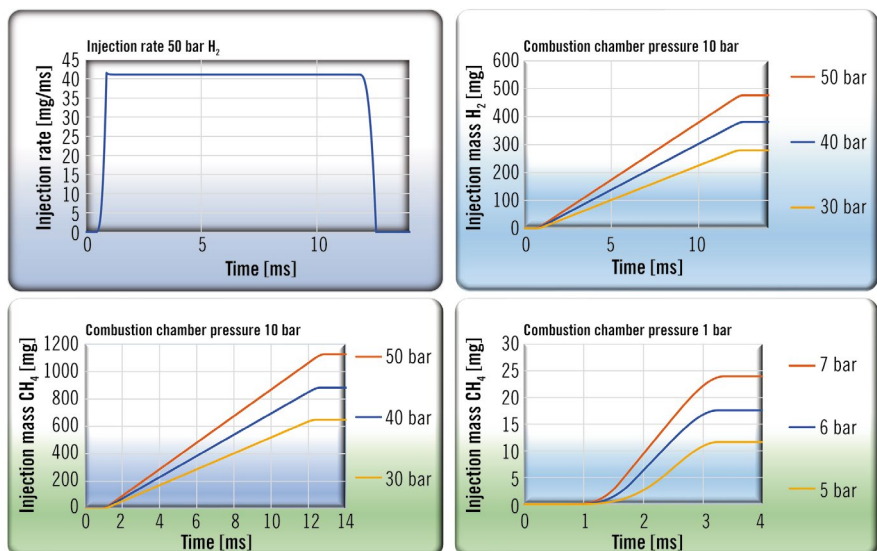 Injection rate 50 bar H₂
Injection rate [mg/ms]
45
40
35
30
25
20
15
10
5
0
0 5 10
Time [ms]
Combustion chamber pressure 10 bar
Injection mass H₂ [mg]
600
500
400
300
200
100
0
0 5 10
Time [ms]
50 bar
40 bar
30 bar
Combustion chamber pressure 10 bar
Injection mass CH₄ [mg]
1200
1000
800
600
400
200
0
0 2 4 6 8 10 12 14
Time [ms]
50 bar
40 bar
30 bar
Combustion chamber pressure 1 bar
Injection mass CH₄ [mg]
30
25
20
15
10
5
0
0 1 2 3 4
Time [ms]
7 bar
6 bar
5 bar